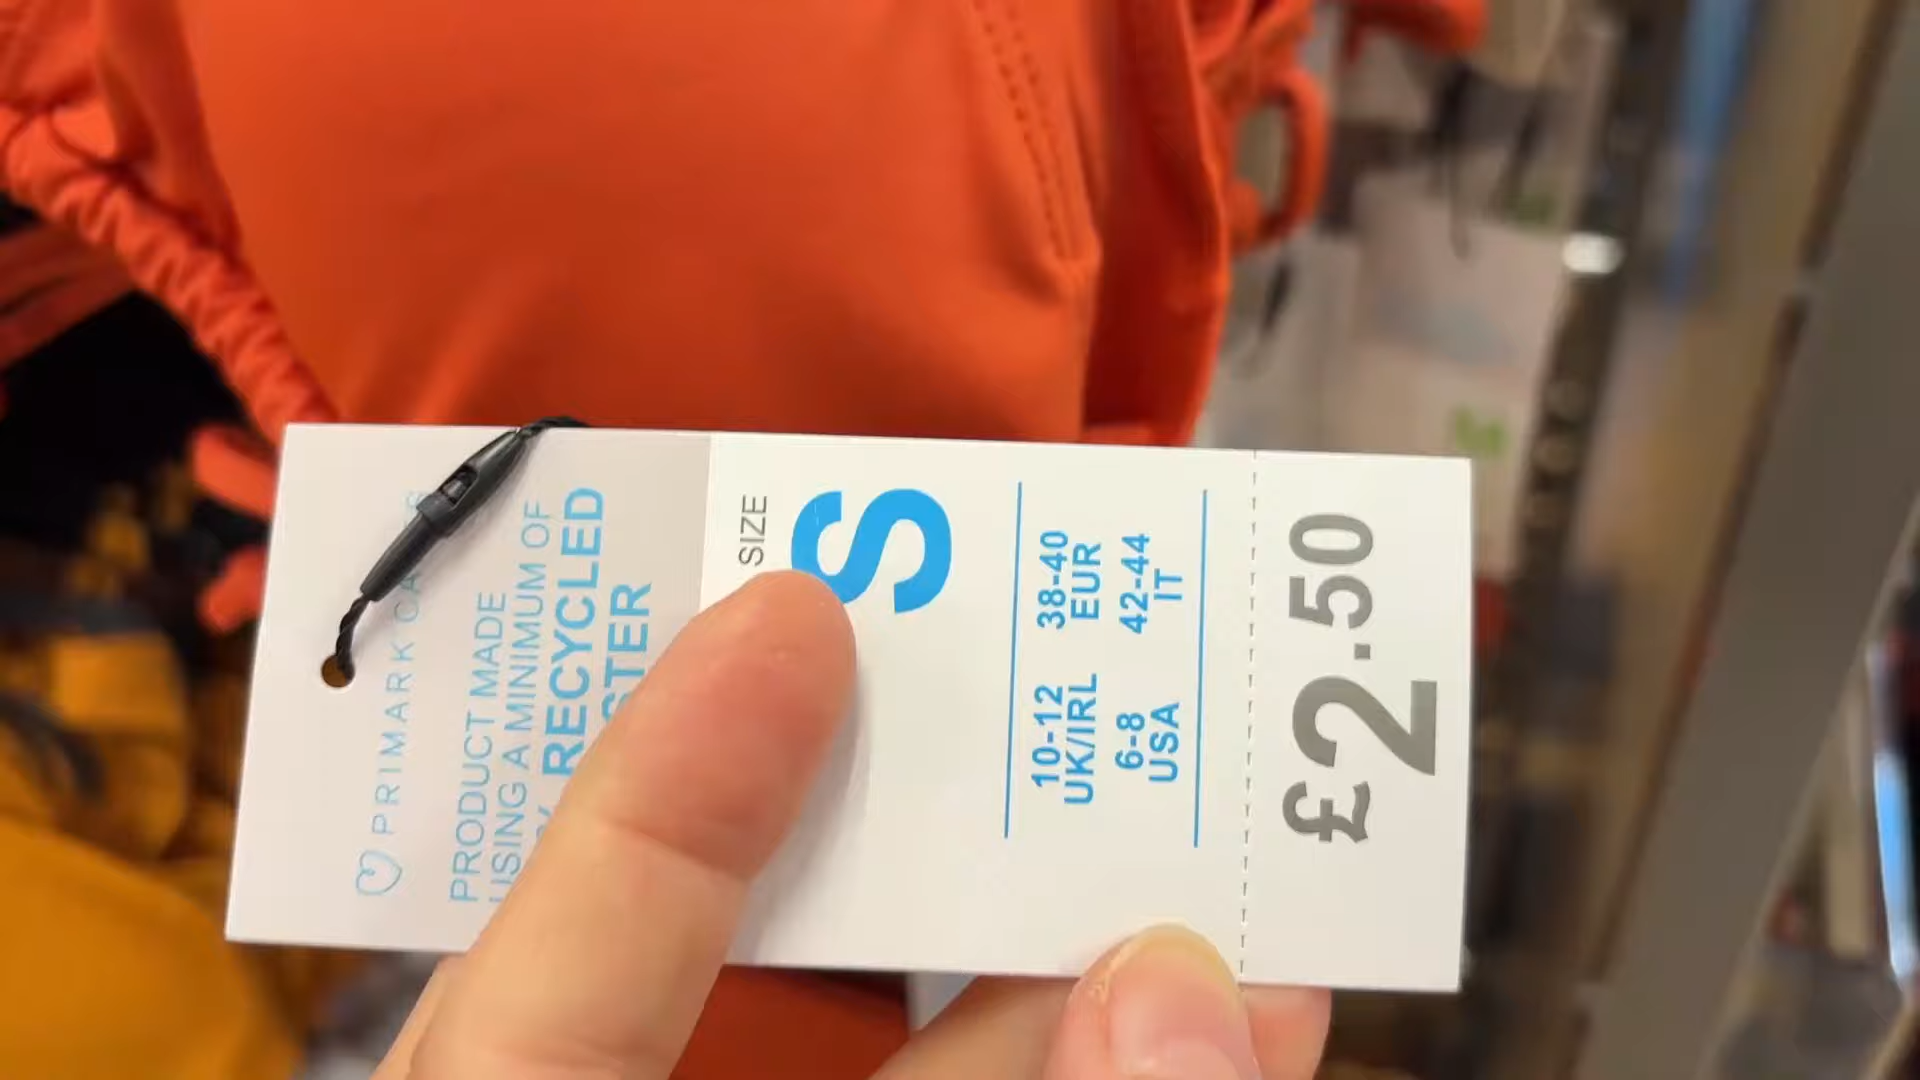 PRIMARK CA
PRODUCT MADE
USING A MINIMUM OF
% RECYCLED
STER
SIZE
S
10-12
UK/IRL
38-40
EUR
6-8
USA
42-44
IT
£2.50